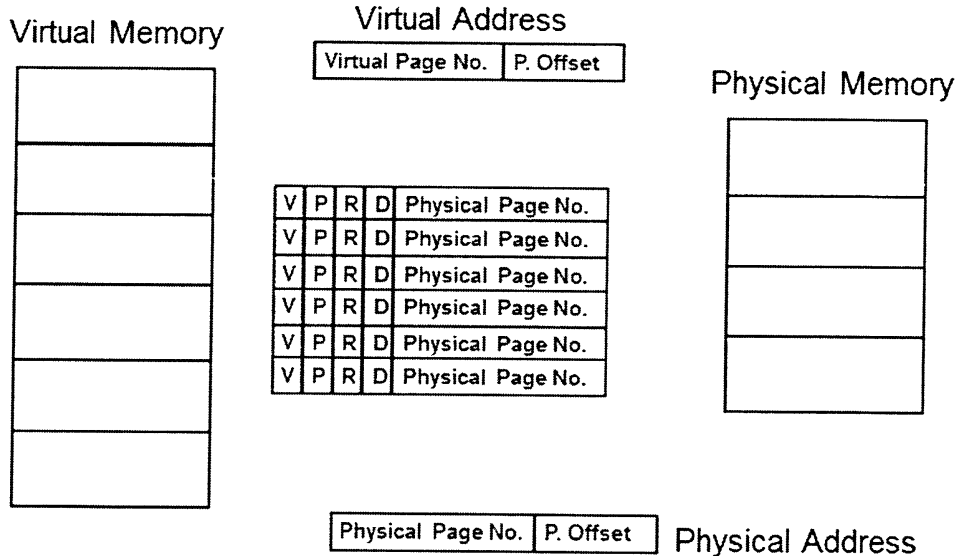 Virtual Memory
Virtual Address
Virtual Page No. P. Offset
Physical Memory
V P R D Physical Page No.
V P R D Physical Page No.
V P R D Physical Page No.
V P R D Physical Page No.
V P R D Physical Page No.
V P R D Physical Page No.
Physical Page No. P. Offset
Physical Address